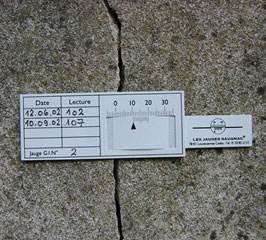 Date Lecture
12.06.02 102
10.09.02 107
Jauge G1 N° 2
0 10 20 30
LES JAUGES SAUGNAC